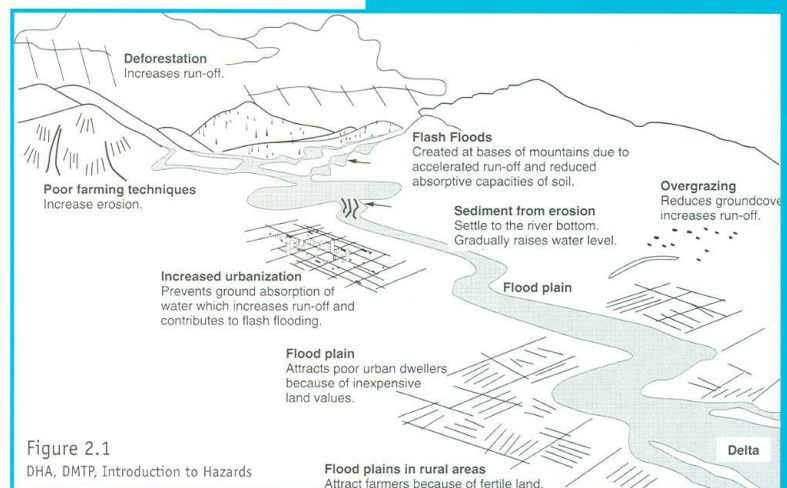 Deforestation
Increases run-off.
Flash Floods
Created at bases of mountains due to
accelerated run-off and reduced
absorptive capacities of soil.
Poor farming techniques
Increase erosion.
Overgrazing
Reduces groundcove
increases run-off.
Sediment from erosion
Settle to the river bottom.
Gradually raises water level.
Increased urbanization
Prevents ground absorption of
water which increases run-off and
contributes to flash flooding.
Flood plain
Flood plain
Attracts poor urban dwellers
because of inexpensive
land values.
Figure 2.1
DHA, DMTP, Introduction to Hazards
Delta
Flood plains in rural areas
Attract farmers because of fertile land.